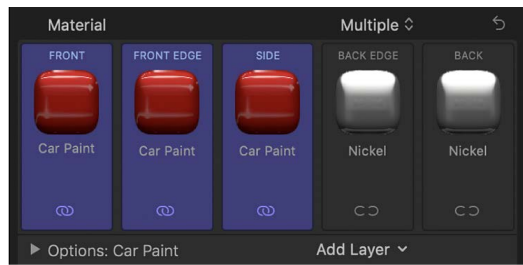 Material Multiple
FRONT FRONT EDGE SIDE BACK EDGE BACK
Car Paint Car Paint Car Paint Nickel Nickel
Options: Car Paint Add Layer